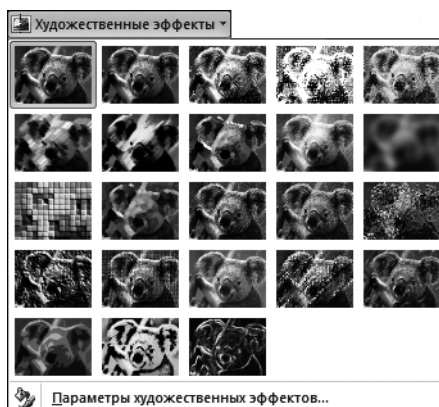 Художественные эффекты
Параметры художественных эффектов...